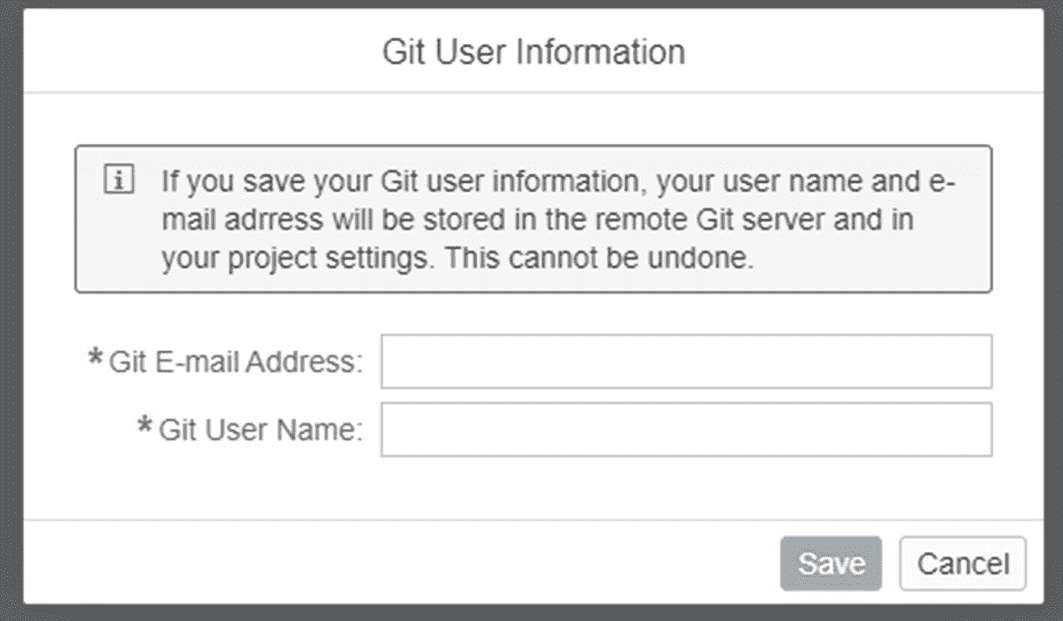 Git User Information
If you save your Git user information, your user name and e-
mail adrress will be stored in the remote Git server and in
your project settings. This cannot be undone.
* Git E-mail Address:
* Git User Name:
Save Cancel